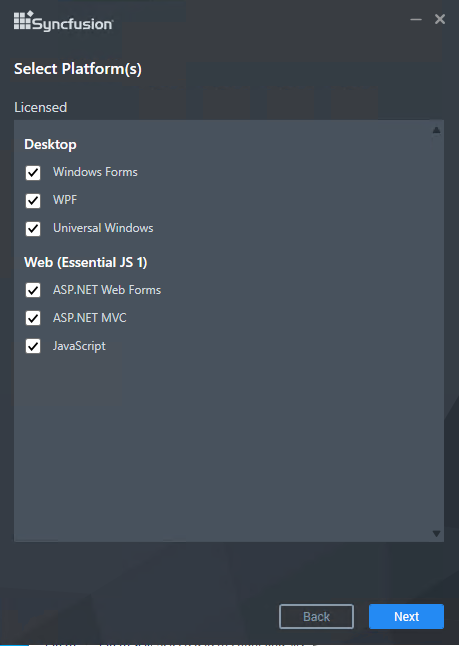 Syncfusion
Select Platform(s)
Licensed
Desktop
Windows Forms
WPF
Universal Windows
Web (Essential JS 1)
ASP.NET Web Forms
ASP.NET MVC
JavaScript
Back
Next